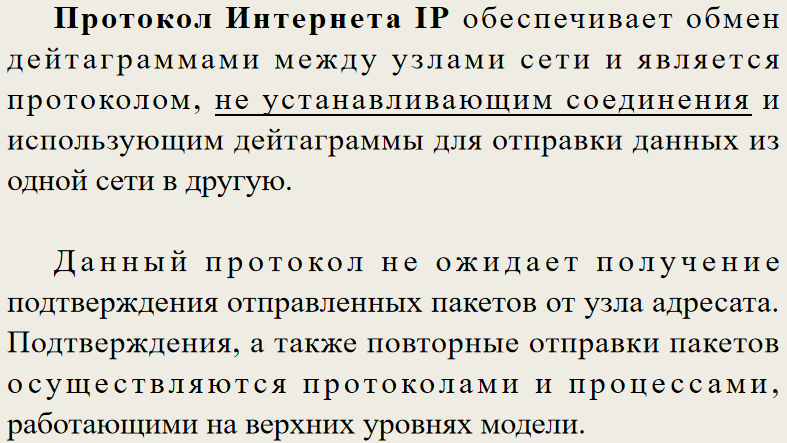 Протокол Интернета IP обеспечивает обмен
дейтаграммами между узлами сети и является
протоколом, не устанавливающим соединения и
использующим дейтаграммы для отправки данных из
одной сети в другую.
Данный протокол не ожидает получение
подтверждения отправленных пакетов от узла адресата.
Подтверждения, а также повторные отправки пакетов
осуществляются протоколами и процессами,
работающими на верхних уровнях модели.